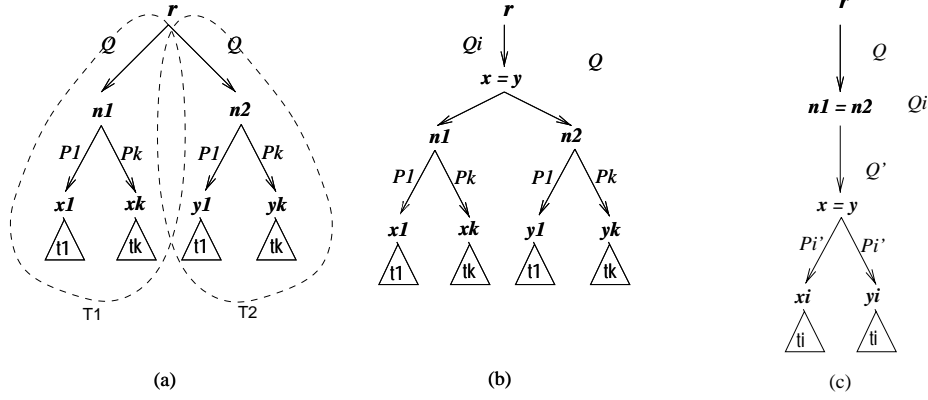 r
Q Q
n1 n2
P1 Pk P1 Pk
x1 xk y1 yk
t1 tk t1 tk
T1 T2
(a)
r
Qi
Q
x = y
n1 n2
P1 Pk P1 Pk
x1 xk y1 yk
t1 tk t1 tk
(b)
r
Q
n1 = n2 Qi
Q'
x = y
Pi' Pi'
xi yi
ti ti
(c)